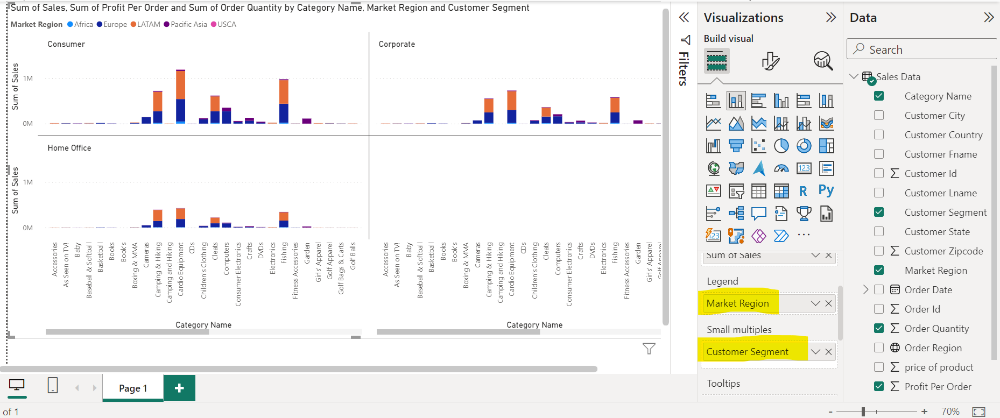 Sum of Sales, Sum of Profit Per Order and Sum of Order Quantity by Category Name, Market Region and Customer Segment
Market Region Africa Europe LATAM Pacific Asia USCA
Consumer
Corporate
Sum of Sales
1M
0M
Home Office
Sum of Sales
1M
0M
Accessories
As Seen on TV!
Baby
Baseball & Softball
Basketball
Books
Book's
Boxing & MMA
Cameras
Camping & Hiking
Camping and Hiking
Cardio Equipment
CDs
Children's Clothing
Cleats
Computers
Consumer Electronics
Crafts
DVDs
Electronics
Fishing
Fitness Accessories
Garden
Girls' Apparel
Golf Apparel
Golf Bags & Carts
Golf Balls
Accessories
As Seen on TV!
Baby
Baseball & Softball
Basketball
Books
Book's
Boxing & MMA
Cameras
Camping & Hiking
Camping and Hiking
Cardio Equipment
CDs
Children's Clothing
Cleats
Computers
Consumer Electronics
Crafts
DVDs
Electronics
Fishing
Fitness Accessories
Garden
Girls' Apparel
Category Name
Category Name
Page 1
of 1
Filters
Visualizations
Build visual
123
R
Py
123
Sum of Sales
Legend
Market Region
Small multiples
Customer Segment
Tooltips
Data
Search
Sales Data
Category Name
Customer City
Customer Country
Customer Fname
Customer Id
Customer Lname
Customer Segment
Customer State
Customer Zipcode
Market Region
Order Date
Order Id
Order Quantity
Order Region
price of product
Profit Per Order
- + 70%